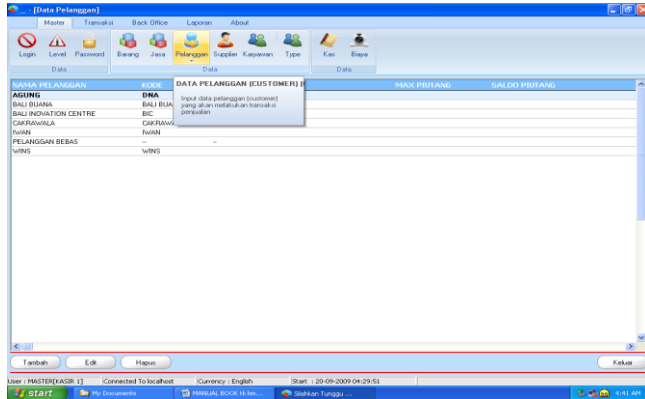 _ - [Data Pelanggan]
Master Transaksi Back Office Laporan About
Login Level Password Barang Jasa Pelanggan Supplier Karyawan Type Kas Biaya
Data Data Data
NAMA PELANGGAN KODE MAX PIUTANG SALDO PIUTANG
DATA PELANGGAN (CUSTOMER)
Input data pelanggan (customer)
yang akan melakukan transaksi
penjualan
AGUNG DNA
BALI BUANA BALI BUA
BALI INOVATION CENTRE BIC
CAKRAWALA CAKRAWA
IWAN IWAN
PELANGGAN BEBAS -- --
WINS WINS
Tambah Edit Hapus Keluar
User : MASTER[KASIR 1] Connected To localhost Currency : English Start : 20-09-2009 04:29:51
start My Documents MANUAL BOOK tk.km... Silahkan Tunggu ... 4:41 AM